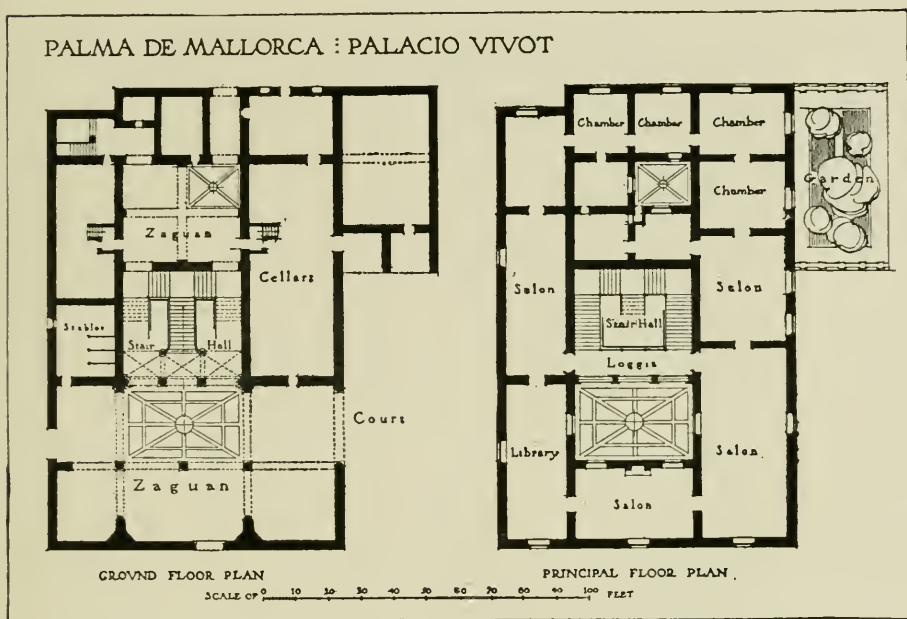 PALMA DE MALLORCA : PALACIO VIVOT
Zaguan
Cellars
Stables
Stair Hall
Court
Zaguan
GROVND FLOOR PLAN
Chamber Chamber Chamber
Garden
Chamber
Salon
Salon
Stair Hall
Loggia
Library
Salon
Salon
PRINCIPAL FLOOR PLAN
SCALE OF 0 10 20 30 40 50 60 70 80 90 100 FEET